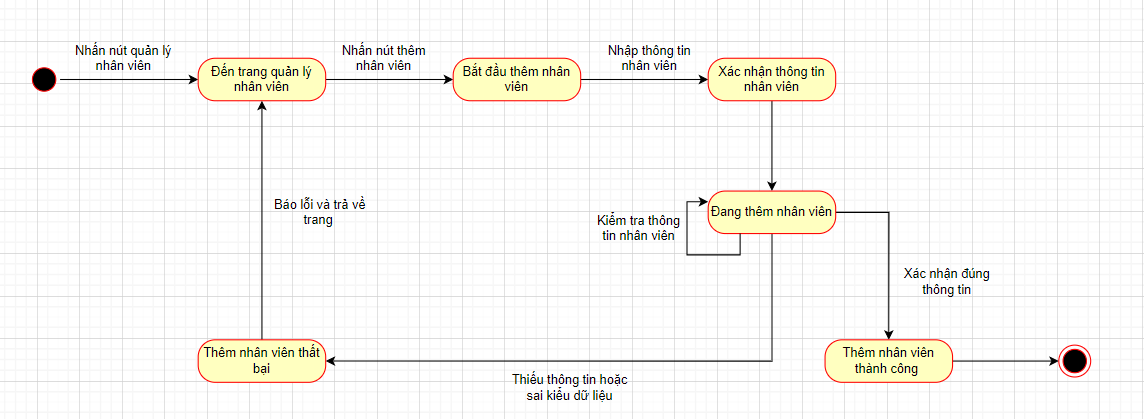 Nhấn nút quản lý
nhân viên
Đến trang quản lý
nhân viên
Nhấn nút thêm
nhân viên
Bắt đầu thêm nhân
viên
Nhập thông tin
nhân viên
Xác nhận thông tin
nhân viên
Đang thêm nhân viên
Kiểm tra thông
tin nhân viên
Báo lỗi và trả về
trang
Xác nhận đúng
thông tin
Thêm nhân viên thất
bại
Thiếu thông tin hoặc
sai kiểu dữ liệu
Thêm nhân viên
thành công